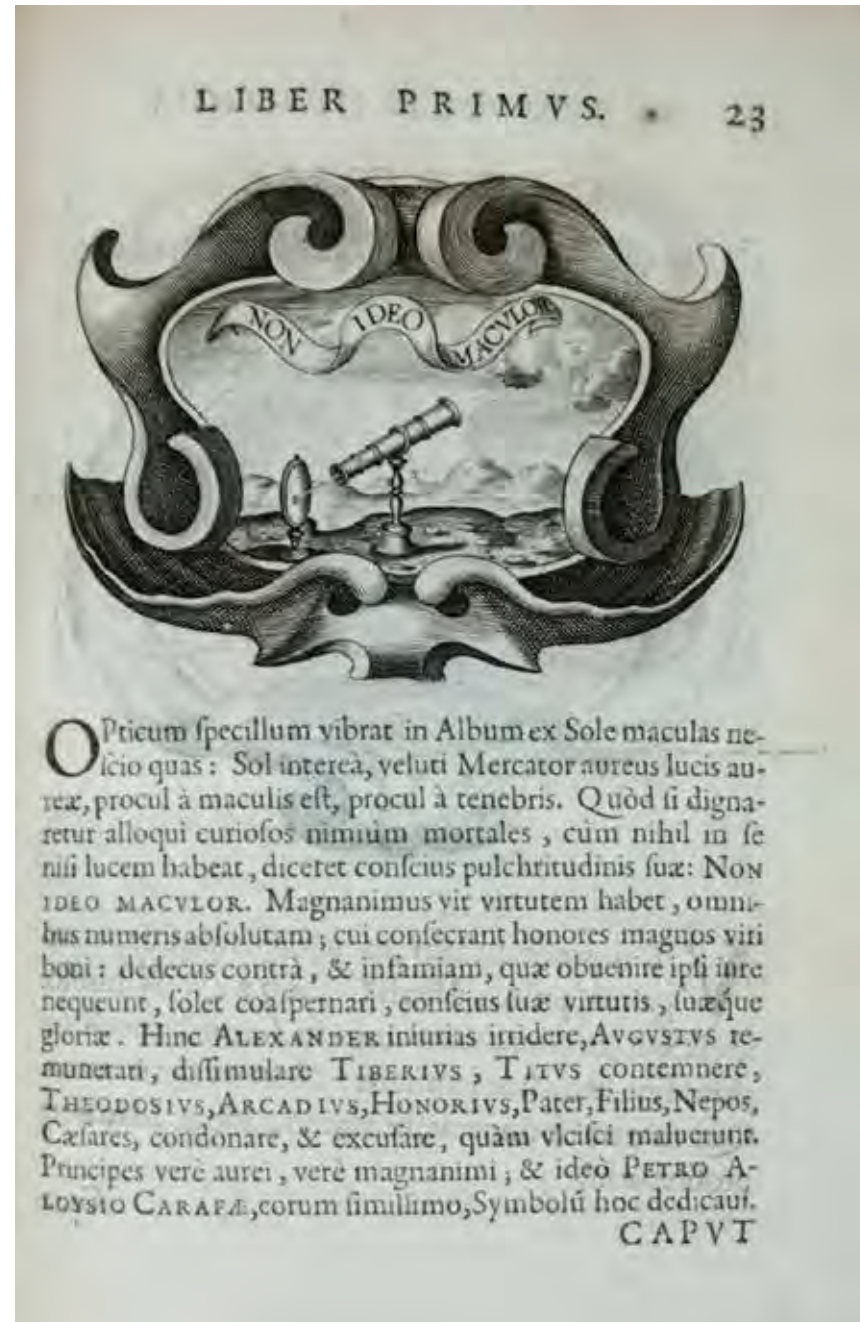 LIBER PRIMVS. 23
NON IDEO MACVLOR
OPticum ſpecillum vibrat in Album ex Sole maculas ne-
ſcio quas: Sol intereà, veluti Mercator aureus lucis au-
reæ, procul à maculis eſt, procul à tenebris. Quòd ſi digna-
retur alloqui curioſos nimiùm mortales, cùm nihil in ſe
niſi lucem habeat, diceret conſcius pulchritudinis ſuæ: NON
IDEO MACVLOR. Magnanimus vir virtutem habet, omni-
bus numeris abſolutam; cui conſecrant honores magnos viri
boni: dedecus contrà, & infamiam, quæ obuenire ipſi iure
nequeunt, ſolet coaſpernari, conſcius ſuæ virtutis, ſuæque
gloriæ. Hinc ALEXANDER iniurias irridere, AVGVSTVS re-
munerari, diſſimulare TIBERIVS, TITVS contemnere,
THEODOSIVS, ARCADIVS, HONORIVS, Pater, Filius, Nepos,
Cæſares, condonare, & excuſare, quàm vlciſci maluerunt.
Principes vere aurei, vere magnanimi; & ideò PETRO A-
LOYSIO CARAFÆ, eorum ſimillimo, Symbolũ hoc dedicaui.
CAPVT